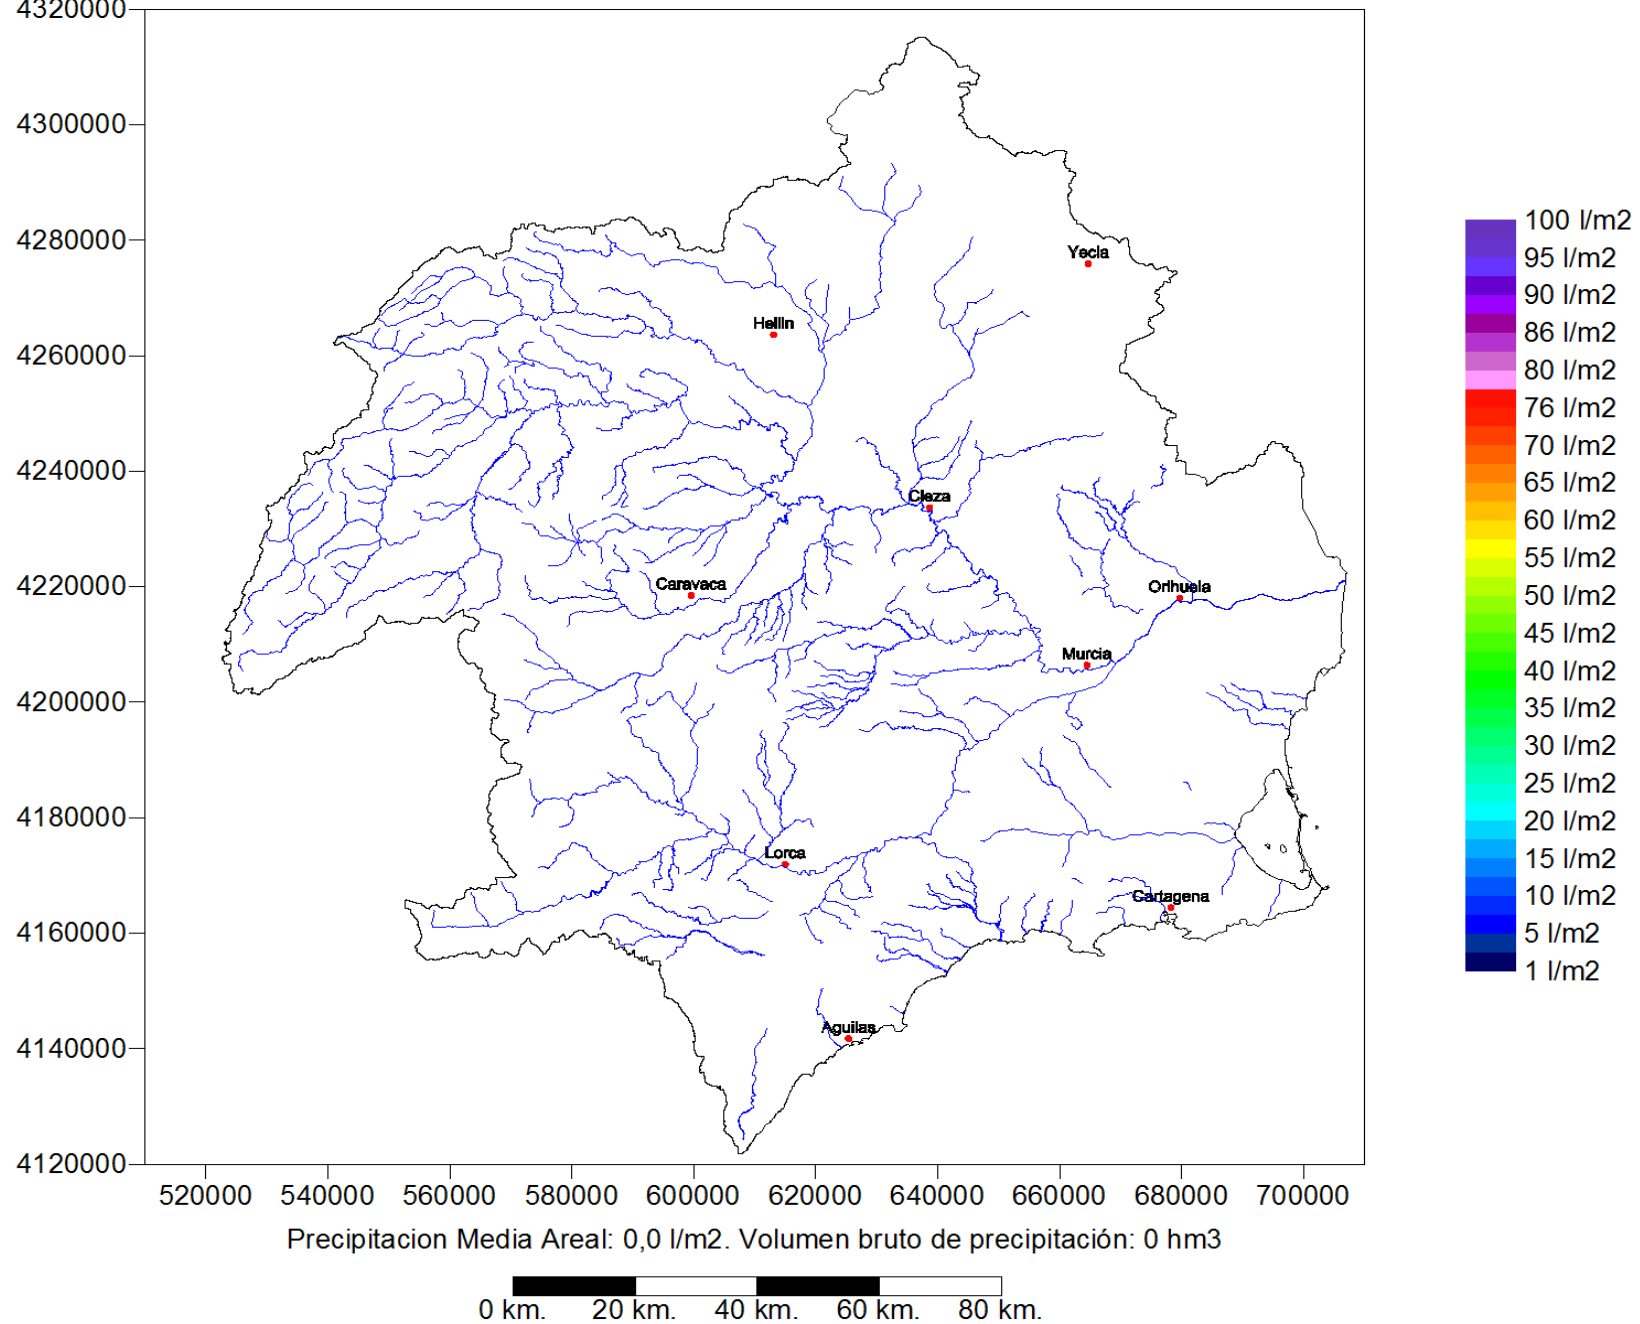 4320000
4300000
4280000
4260000
4240000
4220000
4200000
4180000
4160000
4140000
4120000
Yecla
Hellin
Cieza
Caravaca
Orihuela
Murcia
Lorca
Cartagena
Aguilas
100 l/m2
95 l/m2
90 l/m2
86 l/m2
80 l/m2
76 l/m2
70 l/m2
65 l/m2
60 l/m2
55 l/m2
50 l/m2
45 l/m2
40 l/m2
35 l/m2
30 l/m2
25 l/m2
20 l/m2
15 l/m2
10 l/m2
5 l/m2
1 l/m2
520000 540000 560000 580000 600000 620000 640000 660000 680000 700000
Precipitacion Media Areal: 0,0 l/m2. Volumen bruto de precipitación: 0 hm3
0 km. 20 km. 40 km. 60 km. 80 km.